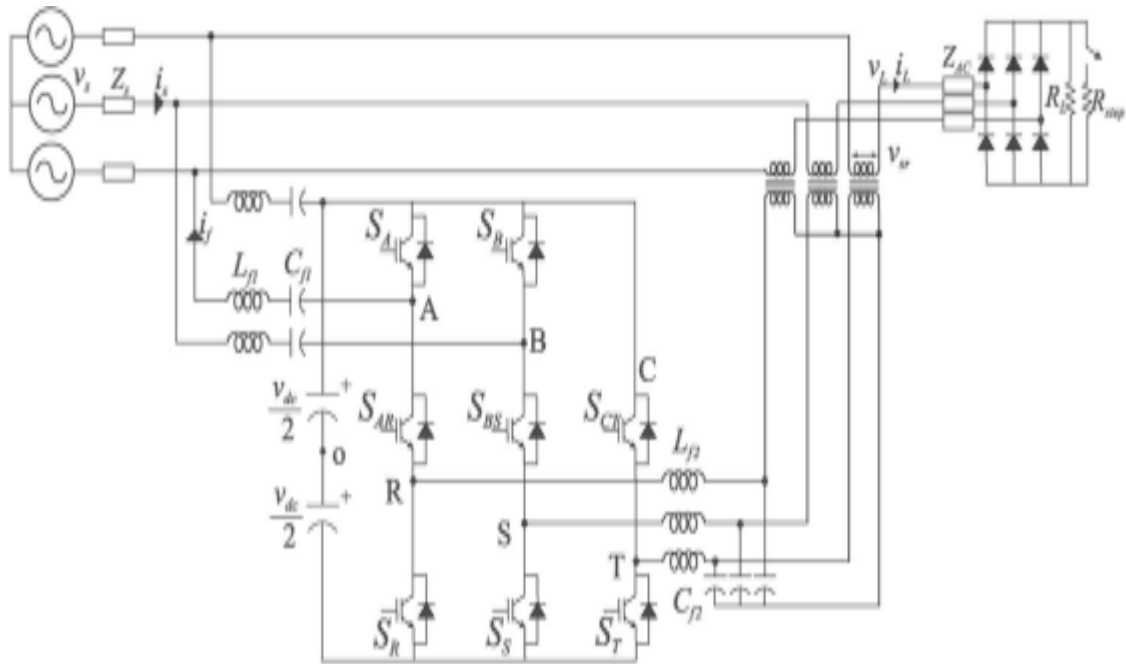 v_s
Z_s
i_s
v_L
i_L
Z_AC
R_L
R_step
v_sr
i_f
L_f1
C_f1
S_A
S_B
A
B
C
v_dc/2
+
S_AR
S_BS
S_CT
o
R
L_f2
v_dc/2
+
S
T
C_f2
S_R
S_S
S_T